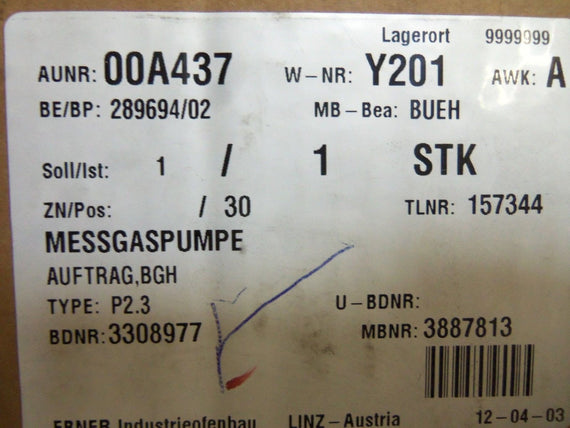 Lagerort 9999999
AUNR: 00A437 W-NR: Y201 AWK: A
BE/BP: 289694/02 MB-Bea: BUEH
Soll/Ist: 1 / 1 STK
ZN/Pos: / 30 TLNR: 157344
MESSGASPUMPE
AUFTRAG,BGH
TYPE: P2.3 U-BDNR:
BDNR:3308977 MBNR:3887813
EBNER Industrieofenbau LINZ-Austria 12-04-03